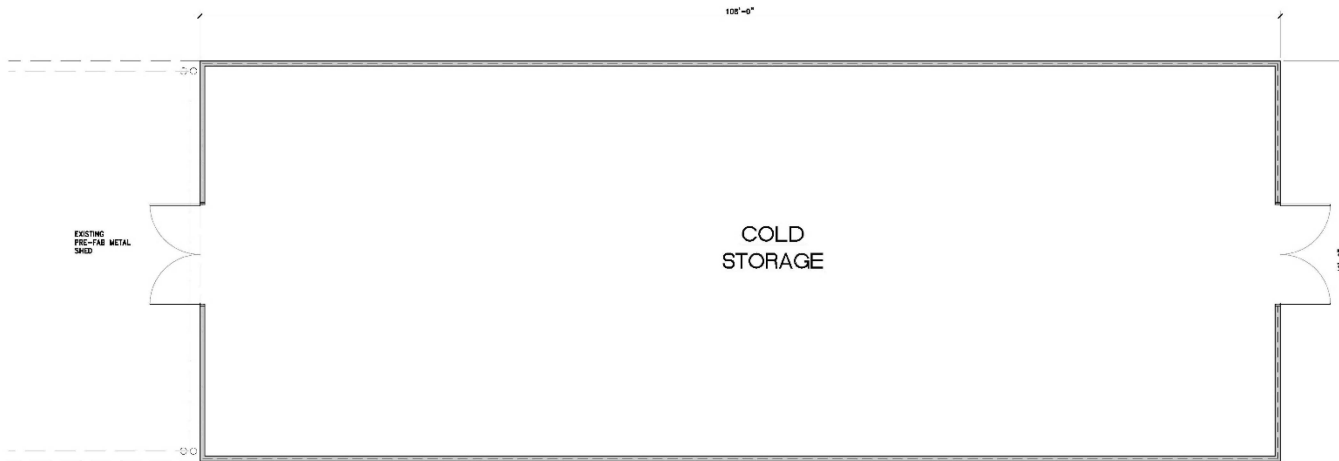 108'-0"
EXISTING
PRE-FAB METAL
SHED
COLD
STORAGE